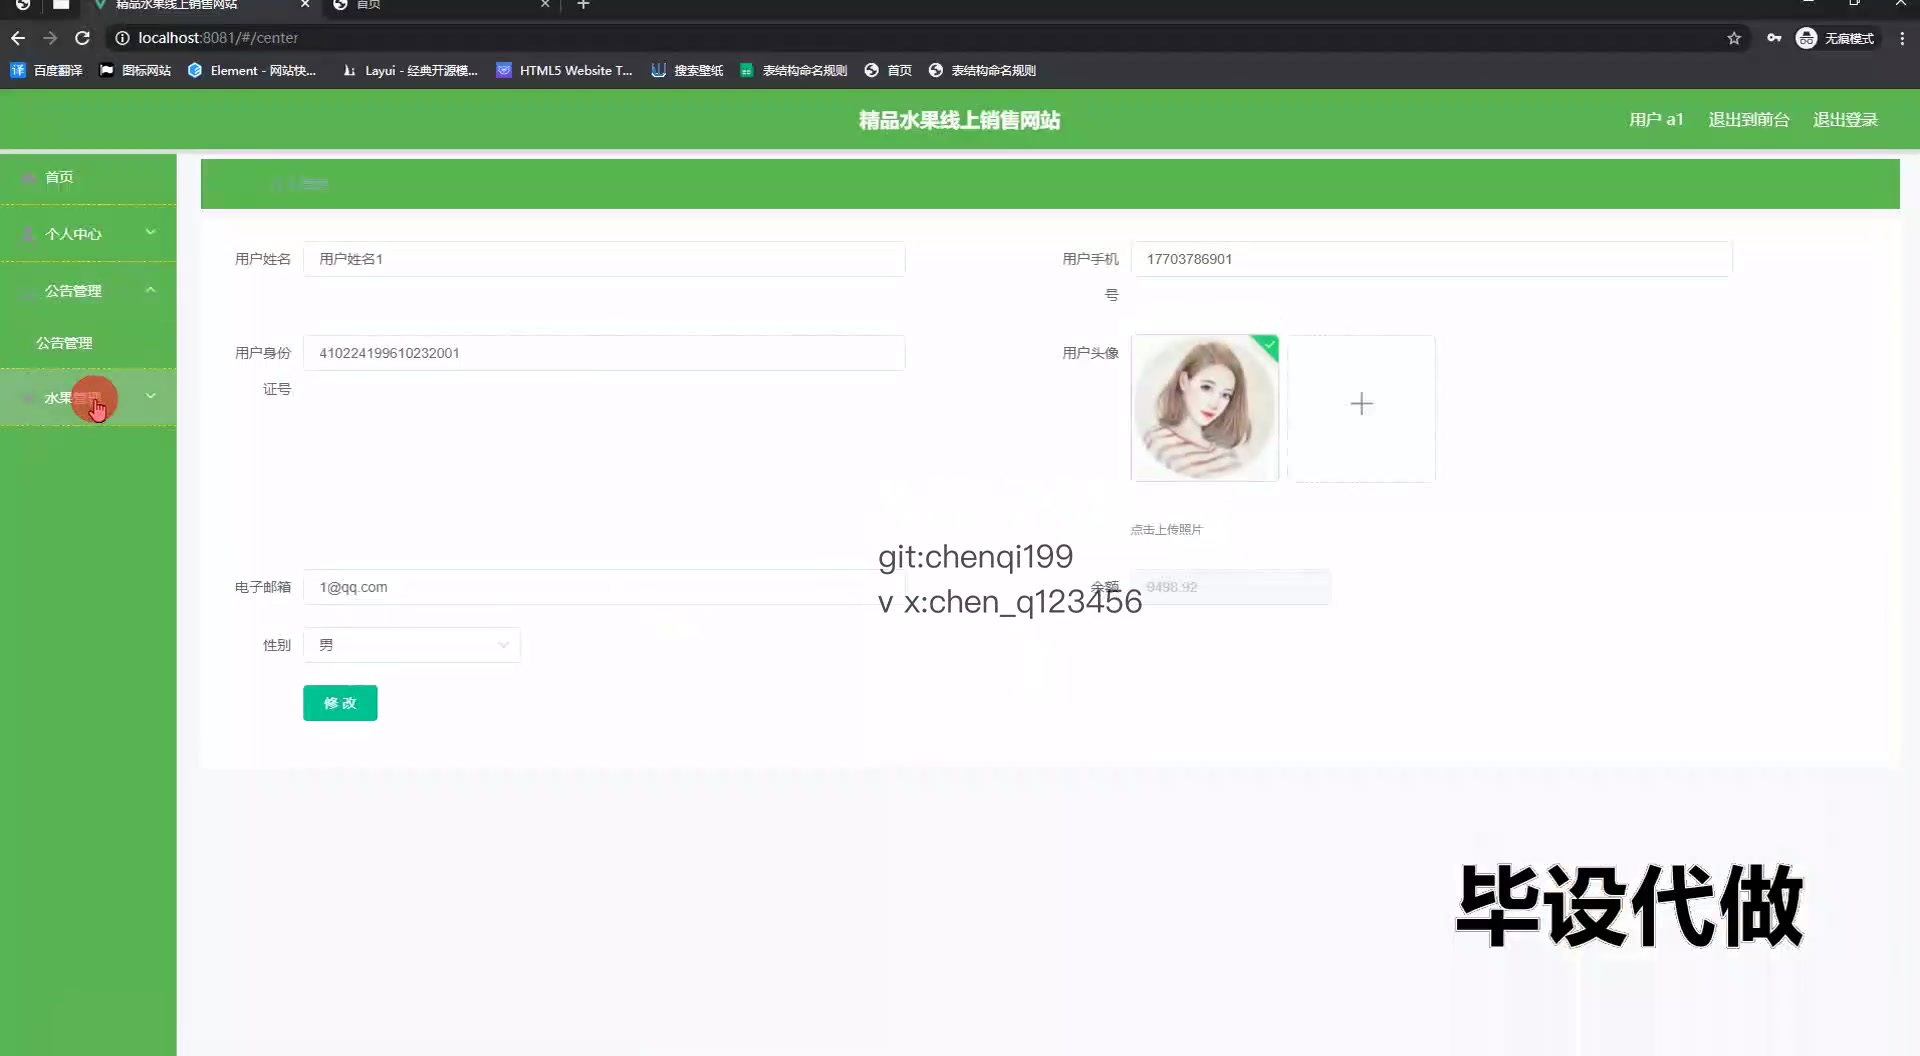 精品水果线上销售网站
首页
localhost:8081/#/center
无痕模式
百度翻译
图标网站
Element - 网站快...
Layui - 经典开源模...
HTML5 Website T...
搜索壁纸
表结构命名规则
首页
表结构命名规则
精品水果线上销售网站
用户 a1
退出到前台
退出登录
首页
个人中心
公告管理
公告管理
水果管理
用户姓名
用户姓名1
用户手机
号
17703786901
用户身份
证号
410224199610232001
用户头像
点击上传照片
git:chenqi199
v x:chen_q123456
电子邮箱
1@qq.com
余额
9498.92
性别
男
修 改
毕设代做